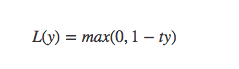 L(y) = max(0, 1 − ty)